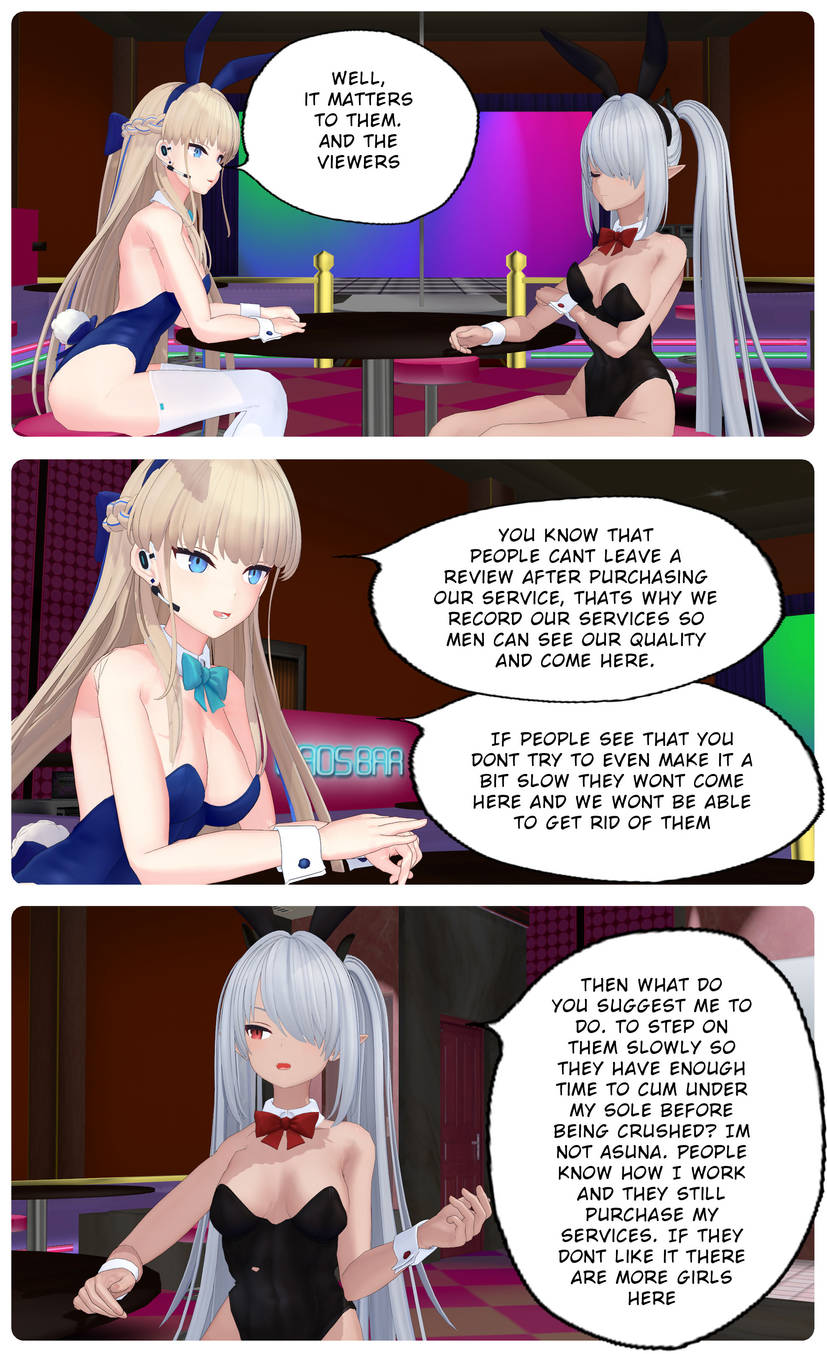 WELL,
IT MATTERS
TO THEM.
AND THE
VIEWERS
YOU KNOW THAT
PEOPLE CANT LEAVE A
REVIEW AFTER PURCHASING
OUR SERVICE, THATS WHY WE
RECORD OUR SERVICES SO
MEN CAN SEE OUR QUALITY
AND COME HERE.
IF PEOPLE SEE THAT YOU
DONT TRY TO EVEN MAKE IT A
BIT SLOW THEY WONT COME
HERE AND WE WONT BE ABLE
TO GET RID OF THEM
BAR
THEN WHAT DO
YOU SUGGEST ME TO
DO. TO STEP ON
THEM SLOWLY SO
THEY HAVE ENOUGH
TIME TO CUM UNDER
MY SOLE BEFORE
BEING CRUSHED? IM
NOT ASUNA. PEOPLE
KNOW HOW I WORK
AND THEY STILL
PURCHASE MY
SERVICES. IF THEY
DONT LIKE IT THERE
ARE MORE GIRLS
HERE